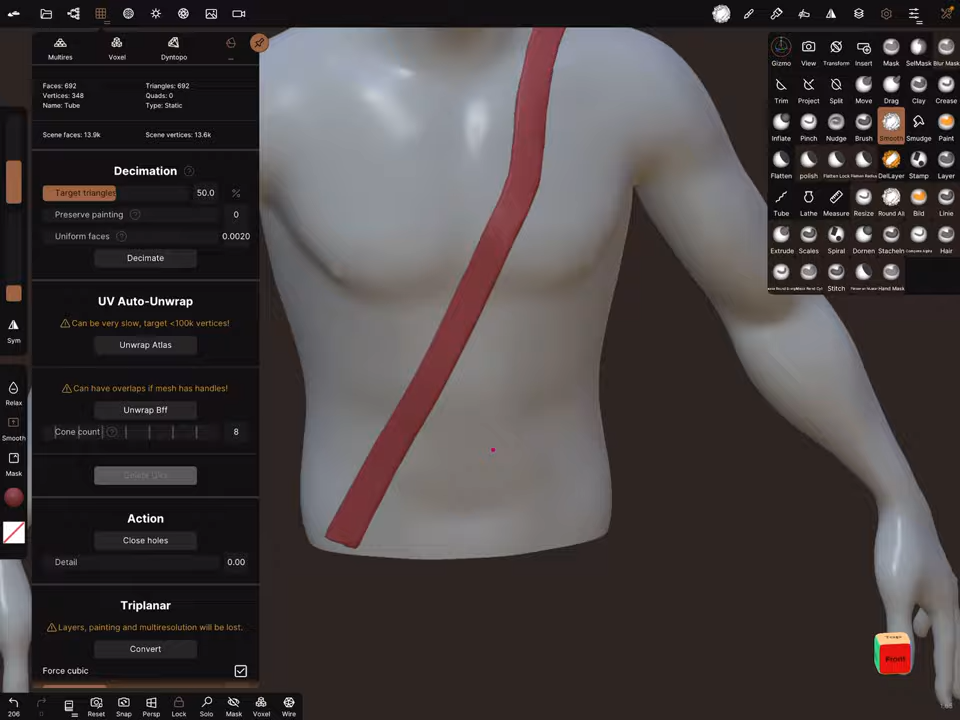 Multires
Voxel
Dyntopo
...
Faces: 692
Triangles: 692
Vertices: 348
Quads: 0
Name: Tube
Type: Static
Scene faces: 13.9k
Scene vertices: 13.6k
Decimation
Target triangles
50.0
%
Preserve painting
0
Uniform faces
0.0020
Decimate
UV Auto-Unwrap
Can be very slow, target <100k vertices!
Unwrap Atlas
Can have overlaps if mesh has handles!
Unwrap Bff
Cone count
8
Action
Close holes
Detail
0.00
Triplanar
Layers, painting and multiresolution will be lost.
Convert
Force cubic
Sym
Relax
Smooth
Mask
206
Reset
Snap
Persp
Lock
Solo
Mask
Voxel
Wire
Gizmo
View
Transform
Insert
Mask
SelMask
Blur Mask
Trim
Project
Split
Move
Drag
Clay
Crease
Inflate
Pinch
Nudge
Brush
Smooth
Smudge
Paint
Flatten
polish
Flatten Lock
DelLayer
Stamp
Layer
Tube
Lathe
Measure
Resize
Round All
Bild
Linie
Extrude
Scales
Spiral
Dornen
Stacheln
Hair
Stitch
Hand Mask
Top
Front